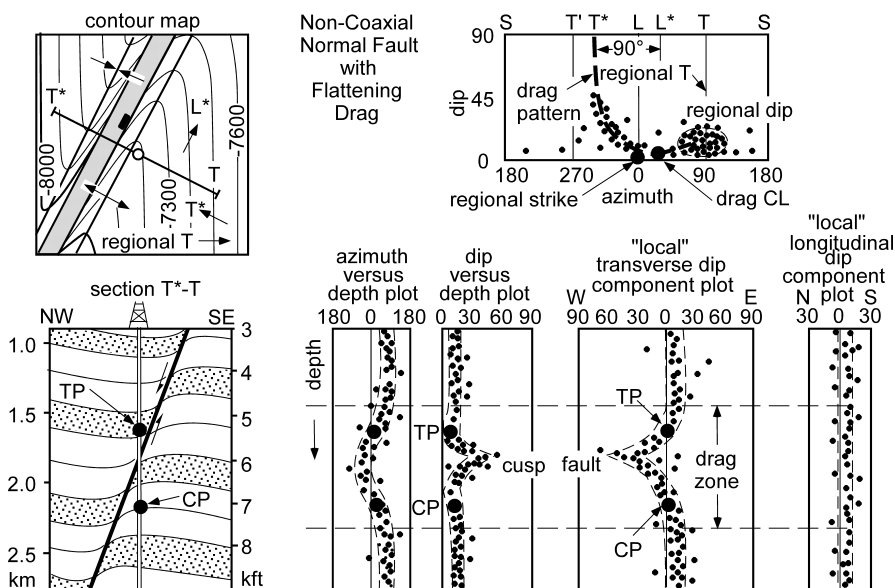 contour map
T*
L*
-7600
-8000
T
-7300
T*
regional T
Non-Coaxial
Normal Fault
with
Flattening
Drag
S T' T* L L* T S
90
45
0
dip
90°
regional T
drag
pattern
regional dip
180 270 0 90 180
regional strike
azimuth
drag CL
section T*-T
NW SE
3
4
5
6
7
8
kft
1.0
1.5
2.0
2.5
km
TP
CP
azimuth
versus
depth plot
180 0 180
depth
dip
versus
depth plot
0 30 60 90
TP
CP
cusp
"local"
transverse dip
component plot
W E
90 60 30 0 30 60 90
TP
fault
drag
zone
CP
"local"
longitudinal
dip
component
plot
N S
30 0 30